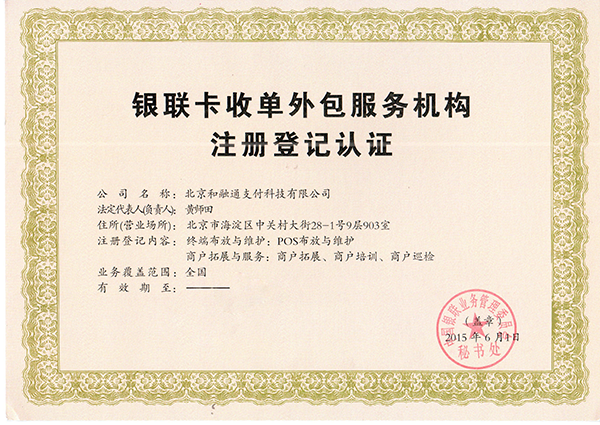 银联卡收单外包服务机构
注册登记认证
公司名称：北京和融通支付科技有限公司
法定代表人(负责人)：黄师田
住所(营业场所)：北京市海淀区中关村大街28-1号9层903室
注册登记内容：终端布放与维护：POS布放与维护
商户拓展与服务：商户拓展、商户培训、商户巡检
业务覆盖范围：全国
有效期至：————
中国银联业务管理委员会
（盖章）
2015年6月1日
秘书处